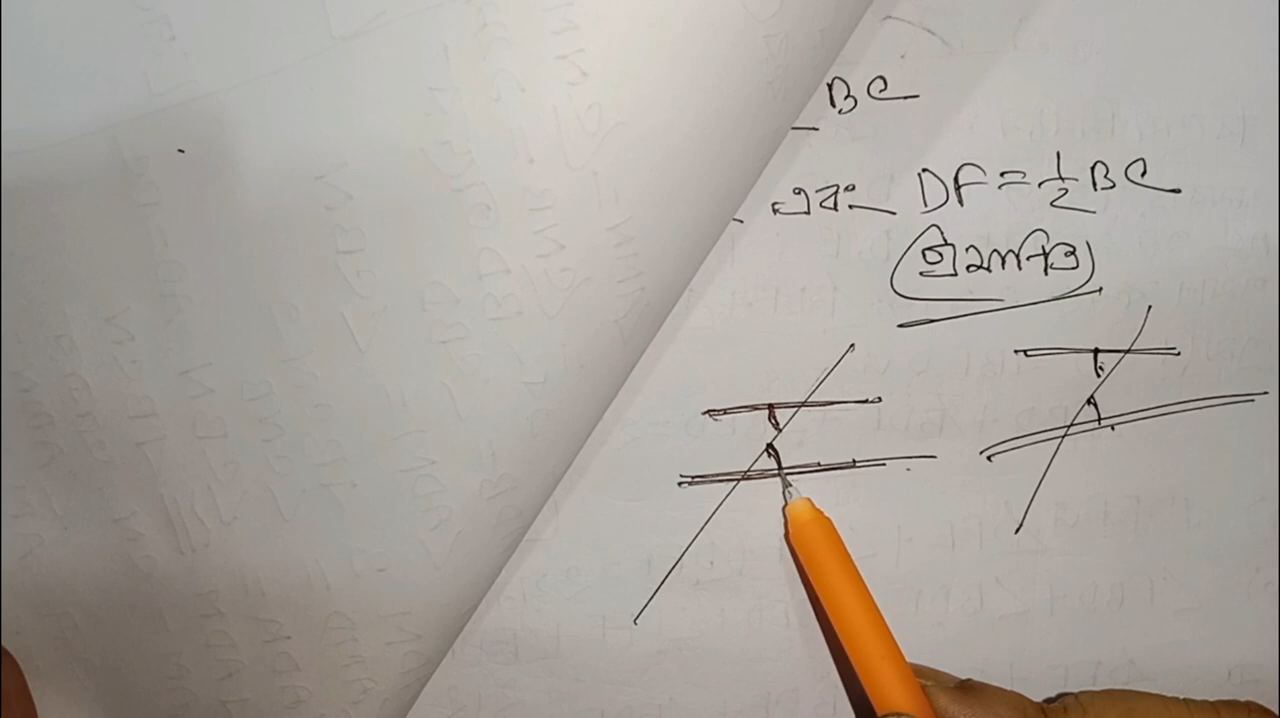 BC
এবং DF = 1/2 BC
(প্রমাণিত)